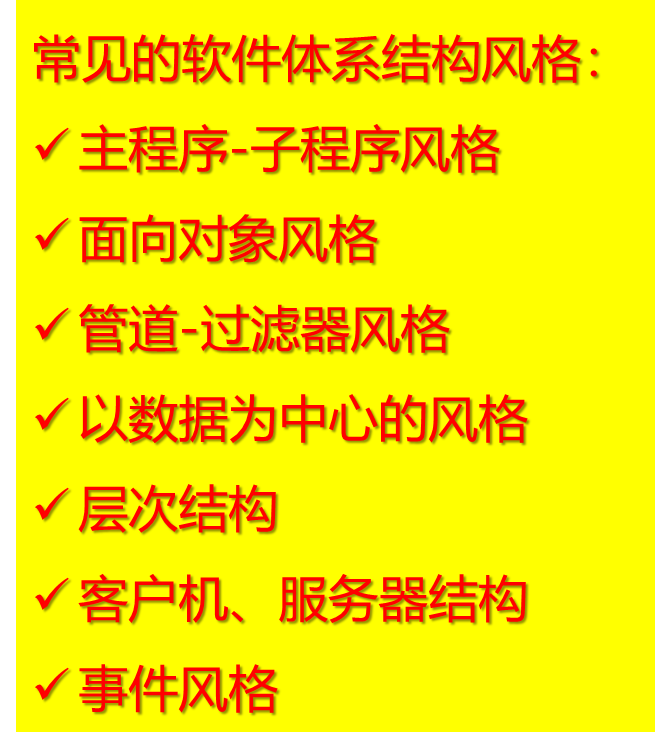 常见的软件体系结构风格：
✓主程序-子程序风格
✓面向对象风格
✓管道-过滤器风格
✓以数据为中心的风格
✓层次结构
✓客户机、服务器结构
✓事件风格